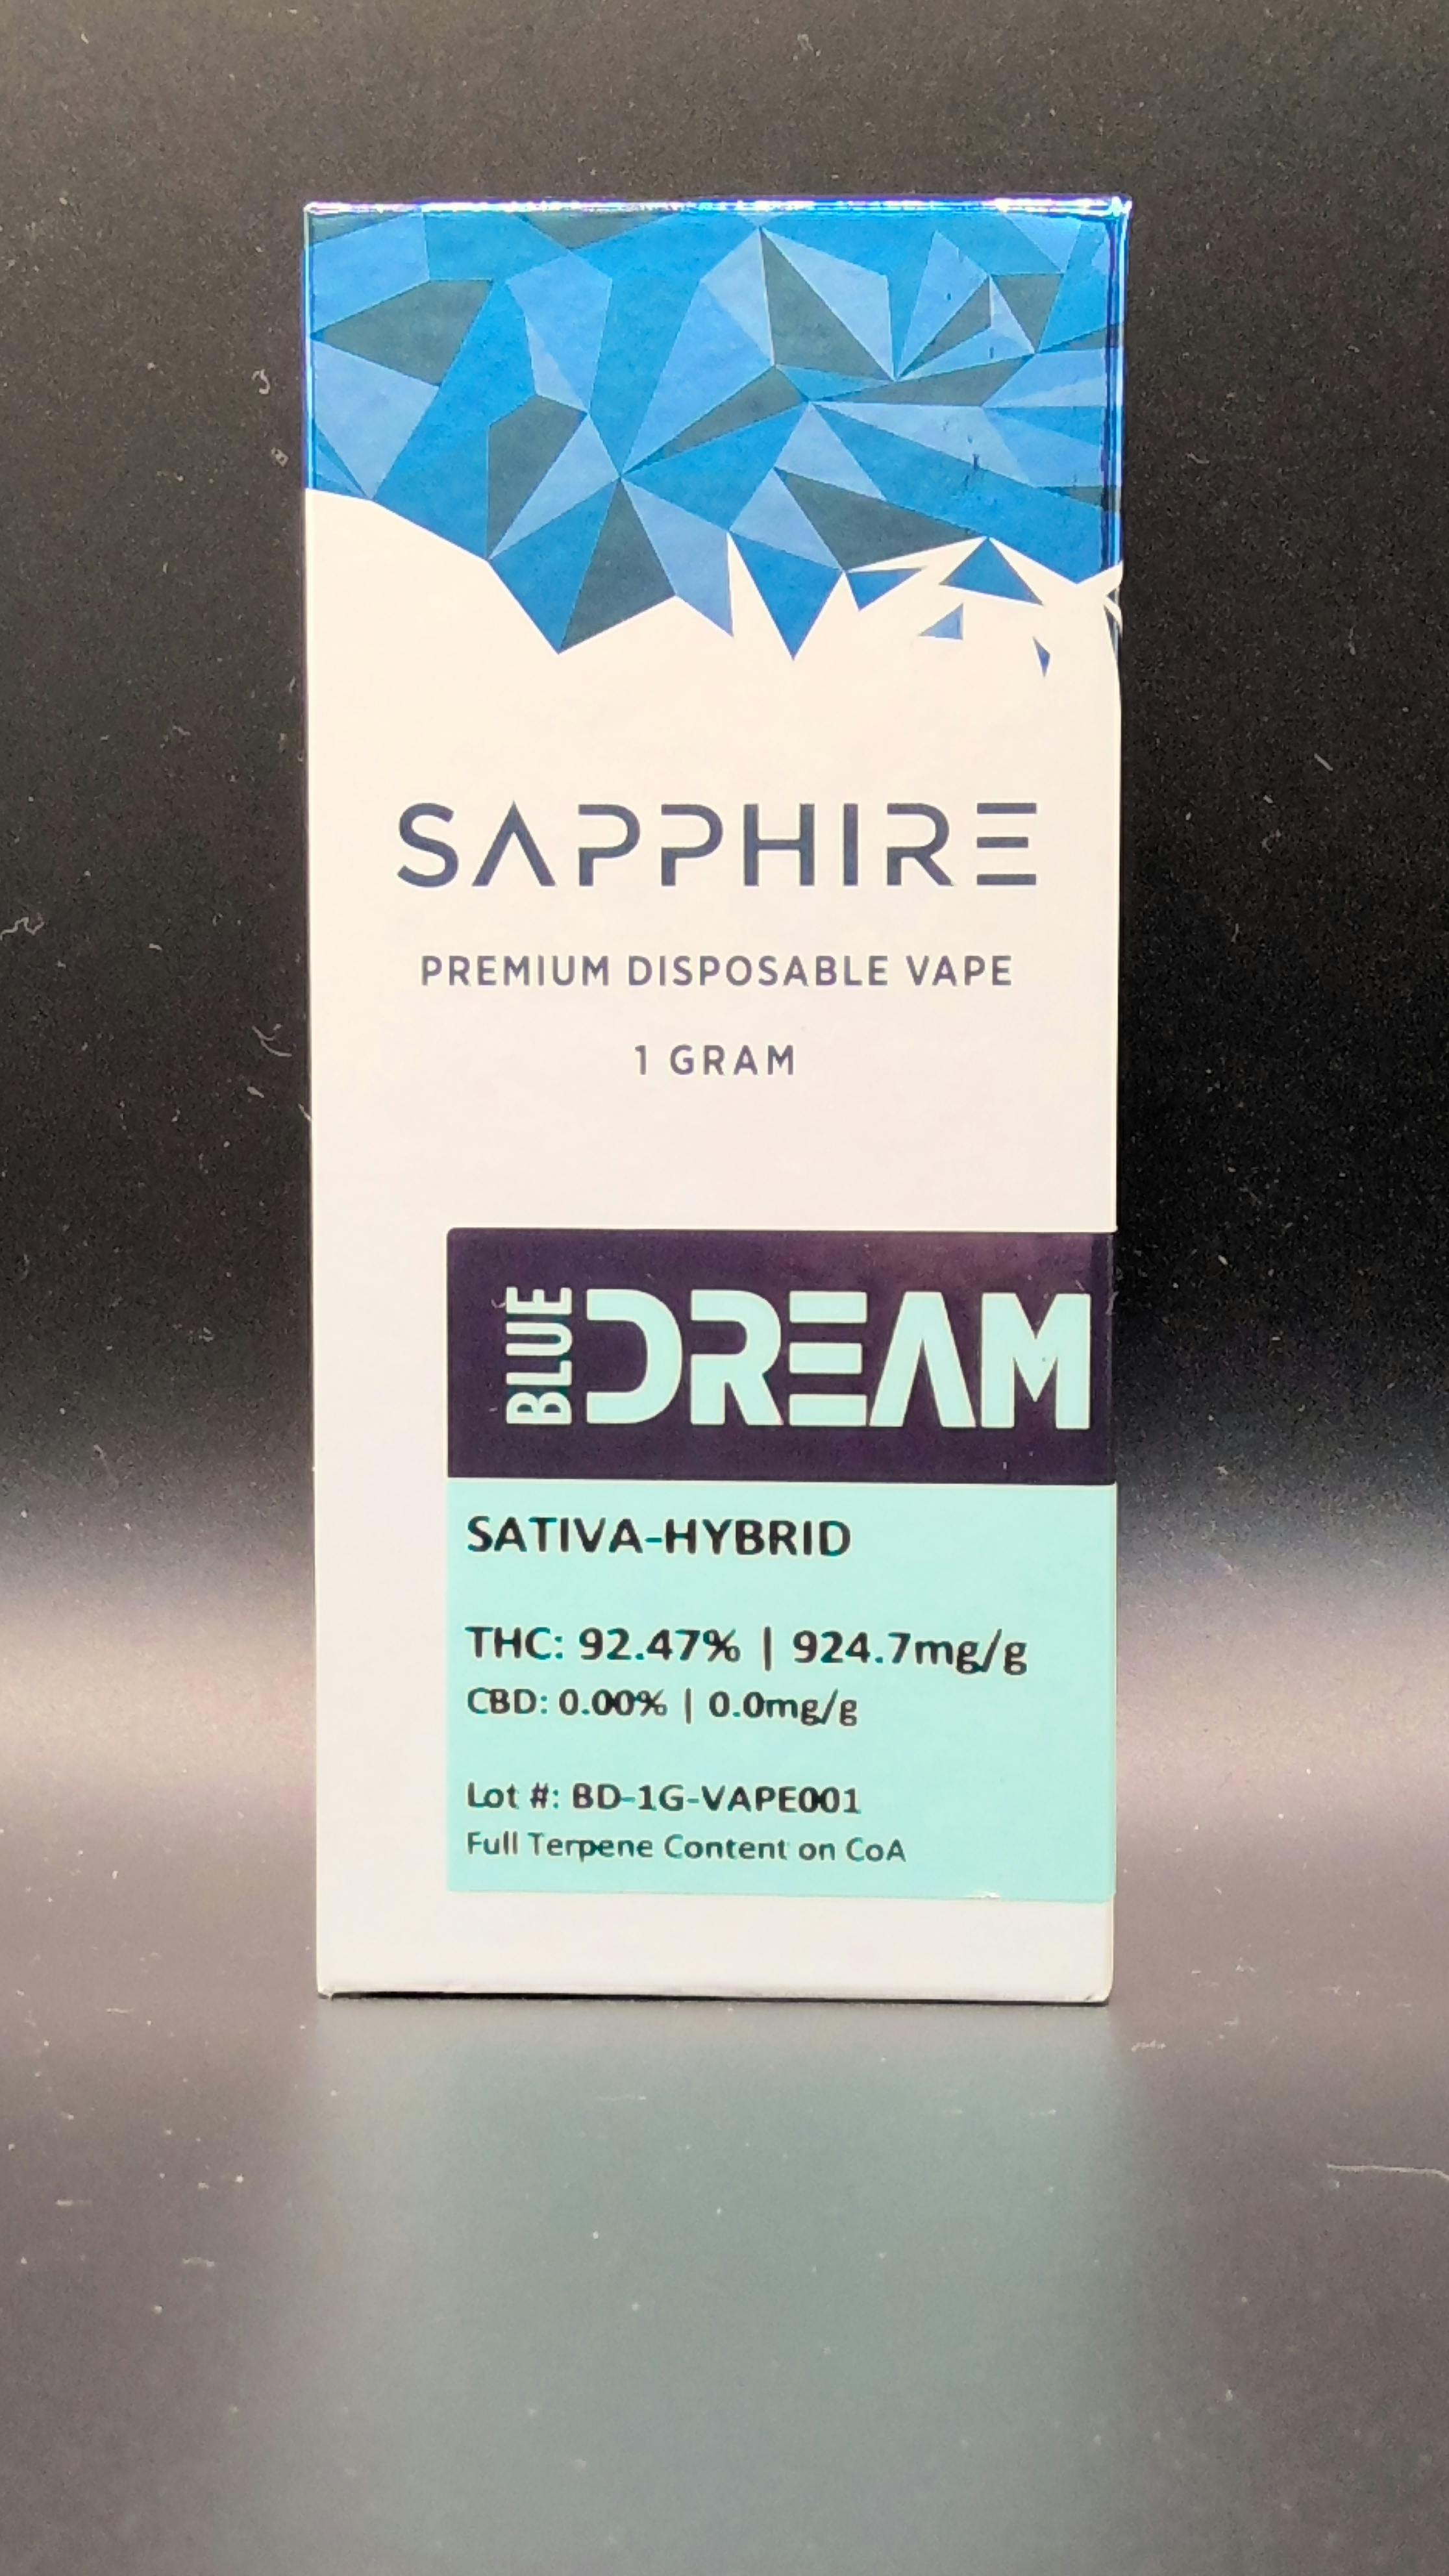 SAPPHIRE
PREMIUM DISPOSABLE VAPE
1 GRAM
BLUE DREAM
SATIVA-HYBRID
THC: 92.47% | 924.7mg/g
CBD: 0.00% | 0.0mg/g
Lot #: BD-1G-VAPE001
Full Terpene Content on CoA